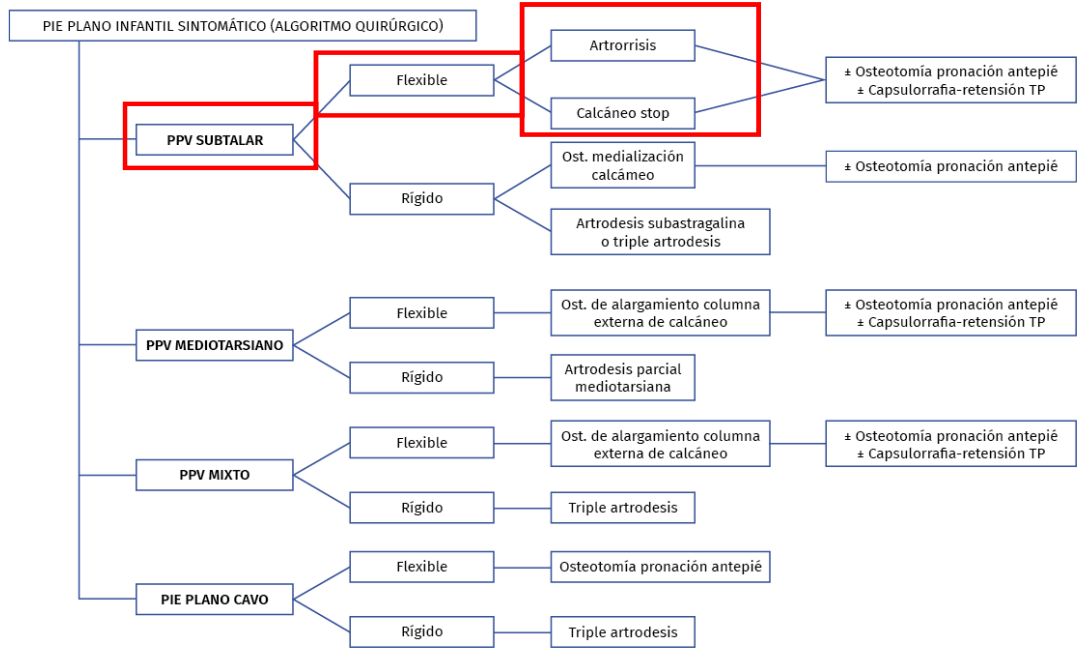 PIE PLANO INFANTIL SINTOMÁTICO (ALGORITMO QUIRÚRGICO)
PPV SUBTALAR
Flexible
Artrorrisis
Calcáneo stop
± Osteotomía pronación antepié
± Capsulorrafia-retensión TP
Rígido
Ost. medialización
calcámeo
± Osteotomía pronación antepié
Artrodesis subastragalina
o triple artrodesis
PPV MEDIOTARSIANO
Flexible
Ost. de alargamiento columna
externa de calcáneo
± Osteotomía pronación antepié
± Capsulorrafia-retensión TP
Rígido
Artrodesis parcial
mediotarsiana
PPV MIXTO
Flexible
Ost. de alargamiento columna
externa de calcáneo
± Osteotomía pronación antepié
± Capsulorrafia-retensión TP
Rígido
Triple artrodesis
PIE PLANO CAVO
Flexible
Osteotomía pronación antepié
Rígido
Triple artrodesis